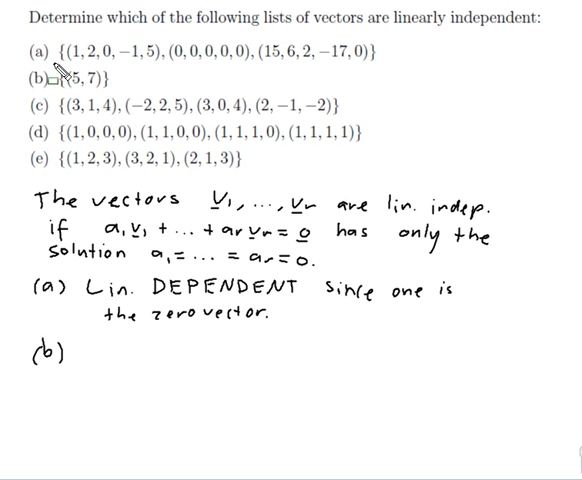 Determine which of the following lists of vectors are linearly independent:
(a) {(1, 2, 0, −1, 5), (0, 0, 0, 0, 0), (15, 6, 2, −17, 0)}
(b) 5, 7)}
(c) {(3, 1, 4), (−2, 2, 5), (3, 0, 4), (2, −1, −2)}
(d) {(1, 0, 0, 0), (1, 1, 0, 0), (1, 1, 1, 0), (1, 1, 1, 1)}
(e) {(1, 2, 3), (3, 2, 1), (2, 1, 3)}
The vectors v₁, ..., vᵣ are lin. indep.
if a₁v₁ + ... + aᵣvᵣ = 0 has only the
solution a₁ = ... = aᵣ = 0.
(a) Lin. DEPENDENT since one is
the zero vector.
(b)